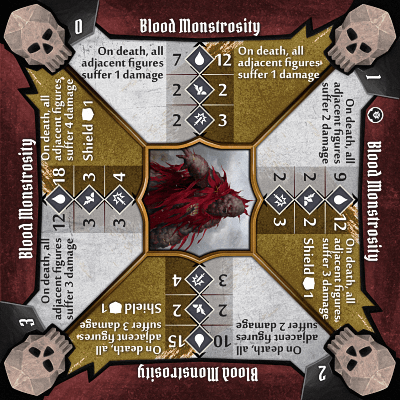 0
Blood Monstrosity
On death, all
adjacent figures
suffer 1 damage
7 12
2 2
2 3
On death, all
adjacent figures
suffer 1 damage
1
Blood Monstrosity
On death, all
adjacent figures
suffer 2 damage
9 12
2 2
2 3
On death, all
adjacent figures
suffer 3 damage
Shield 1
2
Blood Monstrosity
On death, all
adjacent figures
suffer 2 damage
10 15
2 2
3 4
On death, all
adjacent figures
suffer 3 damage
Shield 1
3
Blood Monstrosity
On death, all
adjacent figures
suffer 3 damage
12 18
3 3
3 4
On death, all
adjacent figures
suffer 4 damage
Shield 1